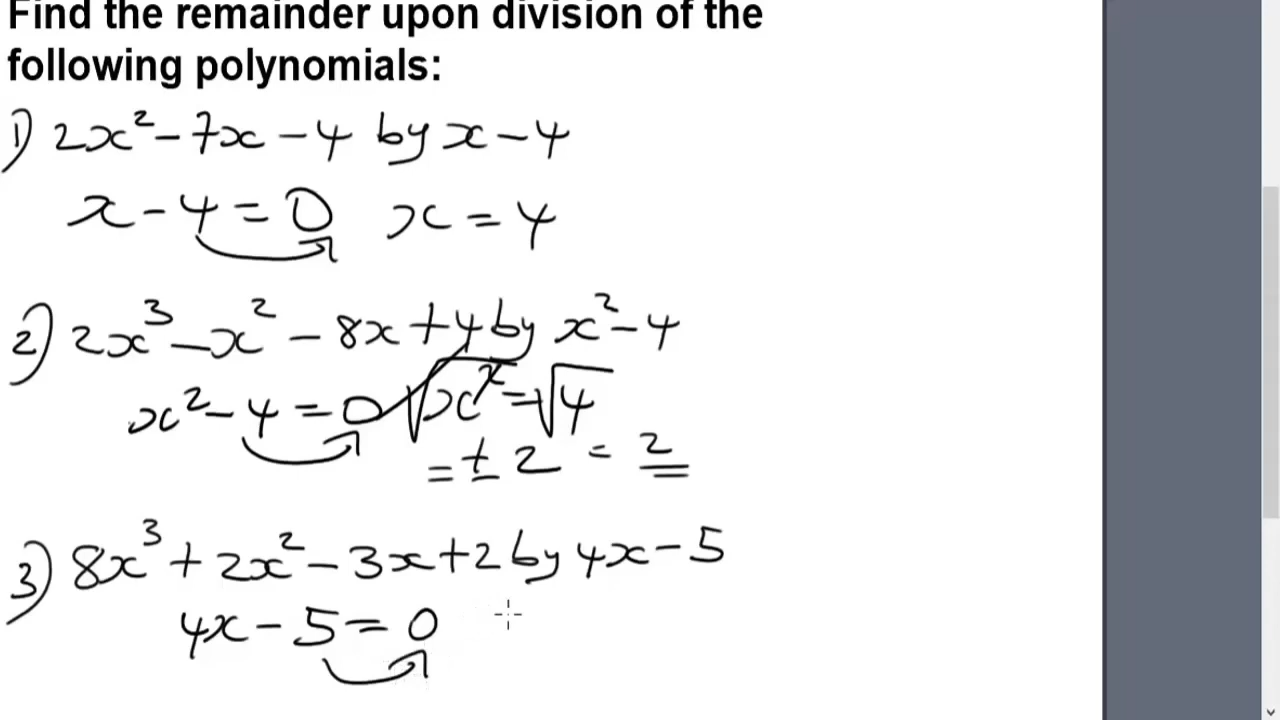 Find the remainder upon division of the
following polynomials:
1) 2x² - 7x - 4 by x - 4
x - 4 = 0 x = 4
2) 2x³ - x² - 8x + 4 by x² - 4
x² - 4 = 0 √x² = √4
= ± 2 = 2
3) 8x³ + 2x² - 3x + 2 by 4x - 5
4x - 5 = 0